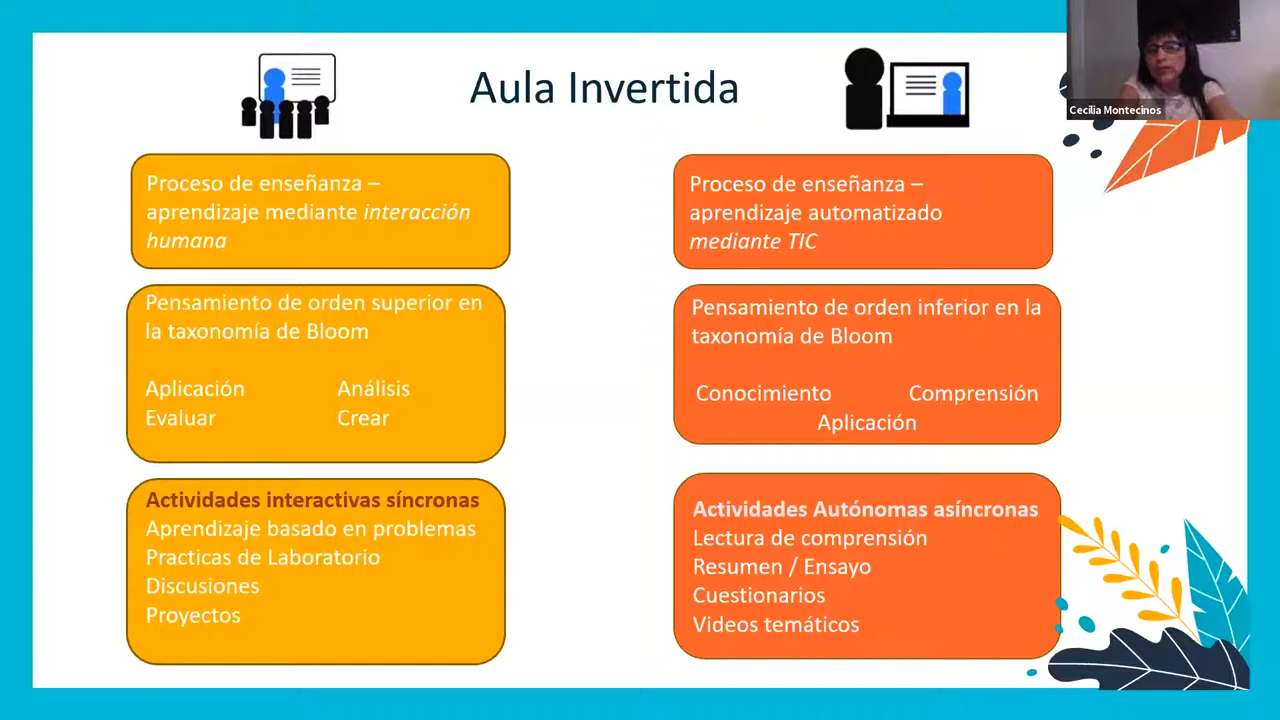 Aula Invertida
Cecilia Montecinos
Proceso de enseñanza –
aprendizaje mediante interacción
humana
Pensamiento de orden superior en
la taxonomía de Bloom
Aplicación Análisis
Evaluar Crear
Actividades interactivas síncronas
Aprendizaje basado en problemas
Practicas de Laboratorio
Discusiones
Proyectos
Proceso de enseñanza –
aprendizaje automatizado
mediante TIC
Pensamiento de orden inferior en la
taxonomía de Bloom
Conocimiento Comprensión
Aplicación
Actividades Autónomas asíncronas
Lectura de comprensión
Resumen / Ensayo
Cuestionarios
Videos temáticos